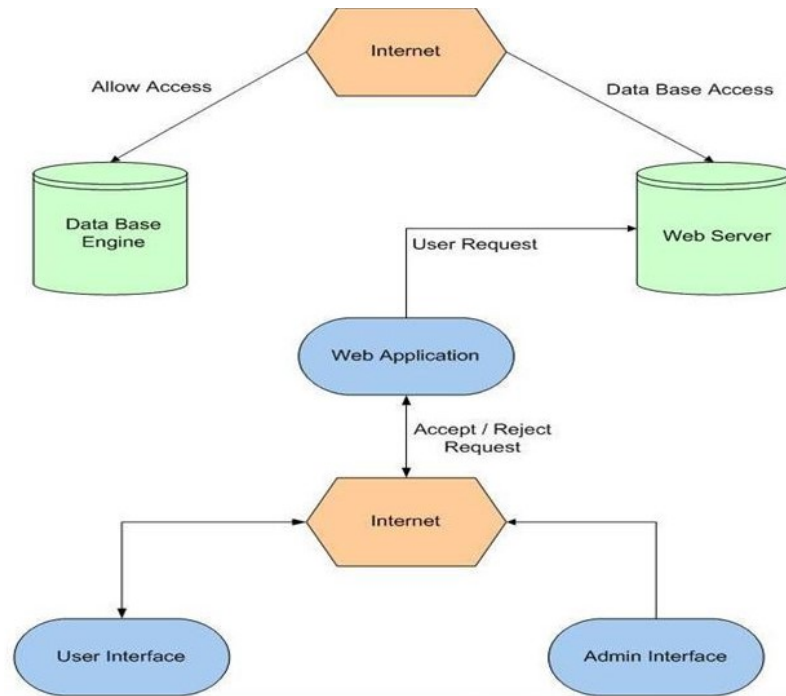 Internet
Allow Access
Data Base Access
Data Base
Engine
Web Server
User Request
Web Application
Accept / Reject
Request
Internet
User Interface
Admin Interface